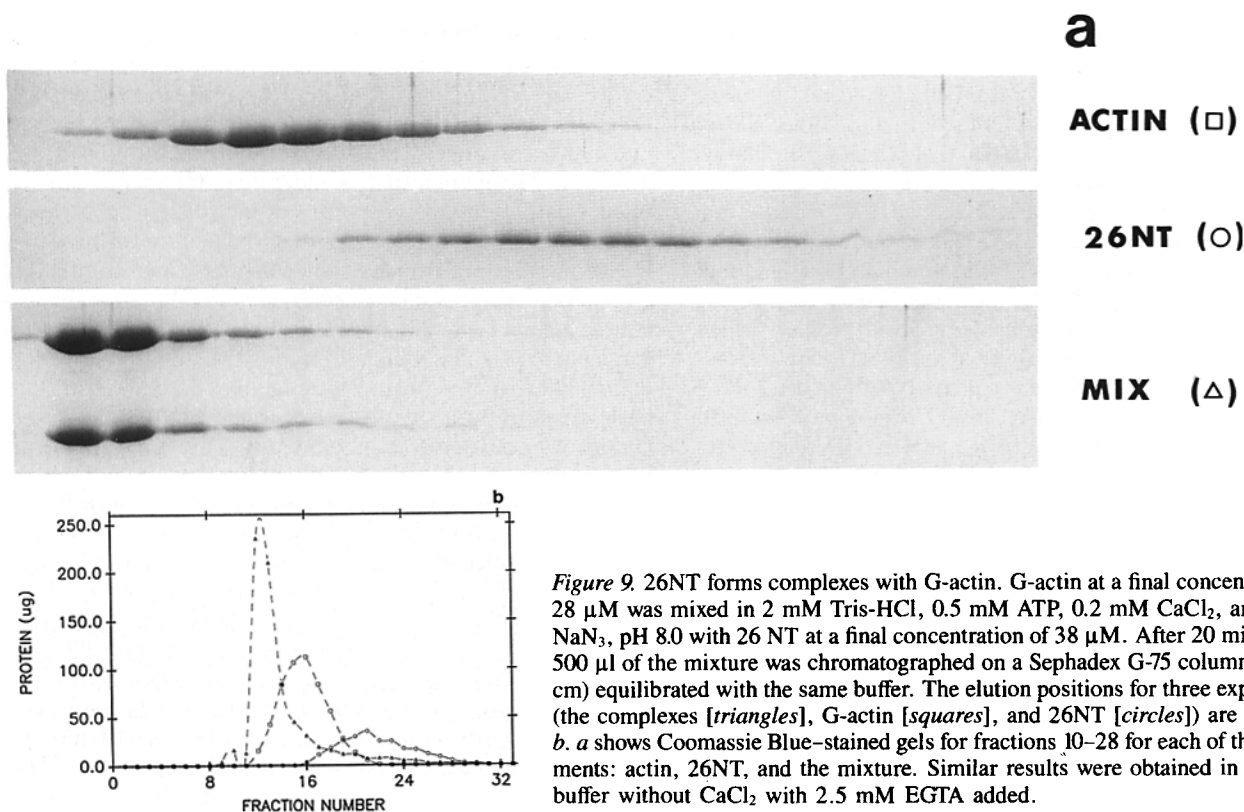 a
ACTIN (□)
26NT (○)
MIX (△)
b
250.0
200.0
150.0
100.0
50.0
0.0
PROTEIN (ug)
0 8 16 24 32
FRACTION NUMBER
Figure 9. 26NT forms complexes with G-actin. G-actin at a final concen
28 μM was mixed in 2 mM Tris-HCl, 0.5 mM ATP, 0.2 mM CaCl₂, a
NaN₃, pH 8.0 with 26 NT at a final concentration of 38 μM. After 20 mi
500 μl of the mixture was chromatographed on a Sephadex G-75 column
cm) equilibrated with the same buffer. The elution positions for three exp
(the complexes [triangles], G-actin [squares], and 26NT [circles]) are
b. a shows Coomassie Blue–stained gels for fractions 10–28 for each of th
ments: actin, 26NT, and the mixture. Similar results were obtained in
buffer without CaCl₂ with 2.5 mM EGTA added.